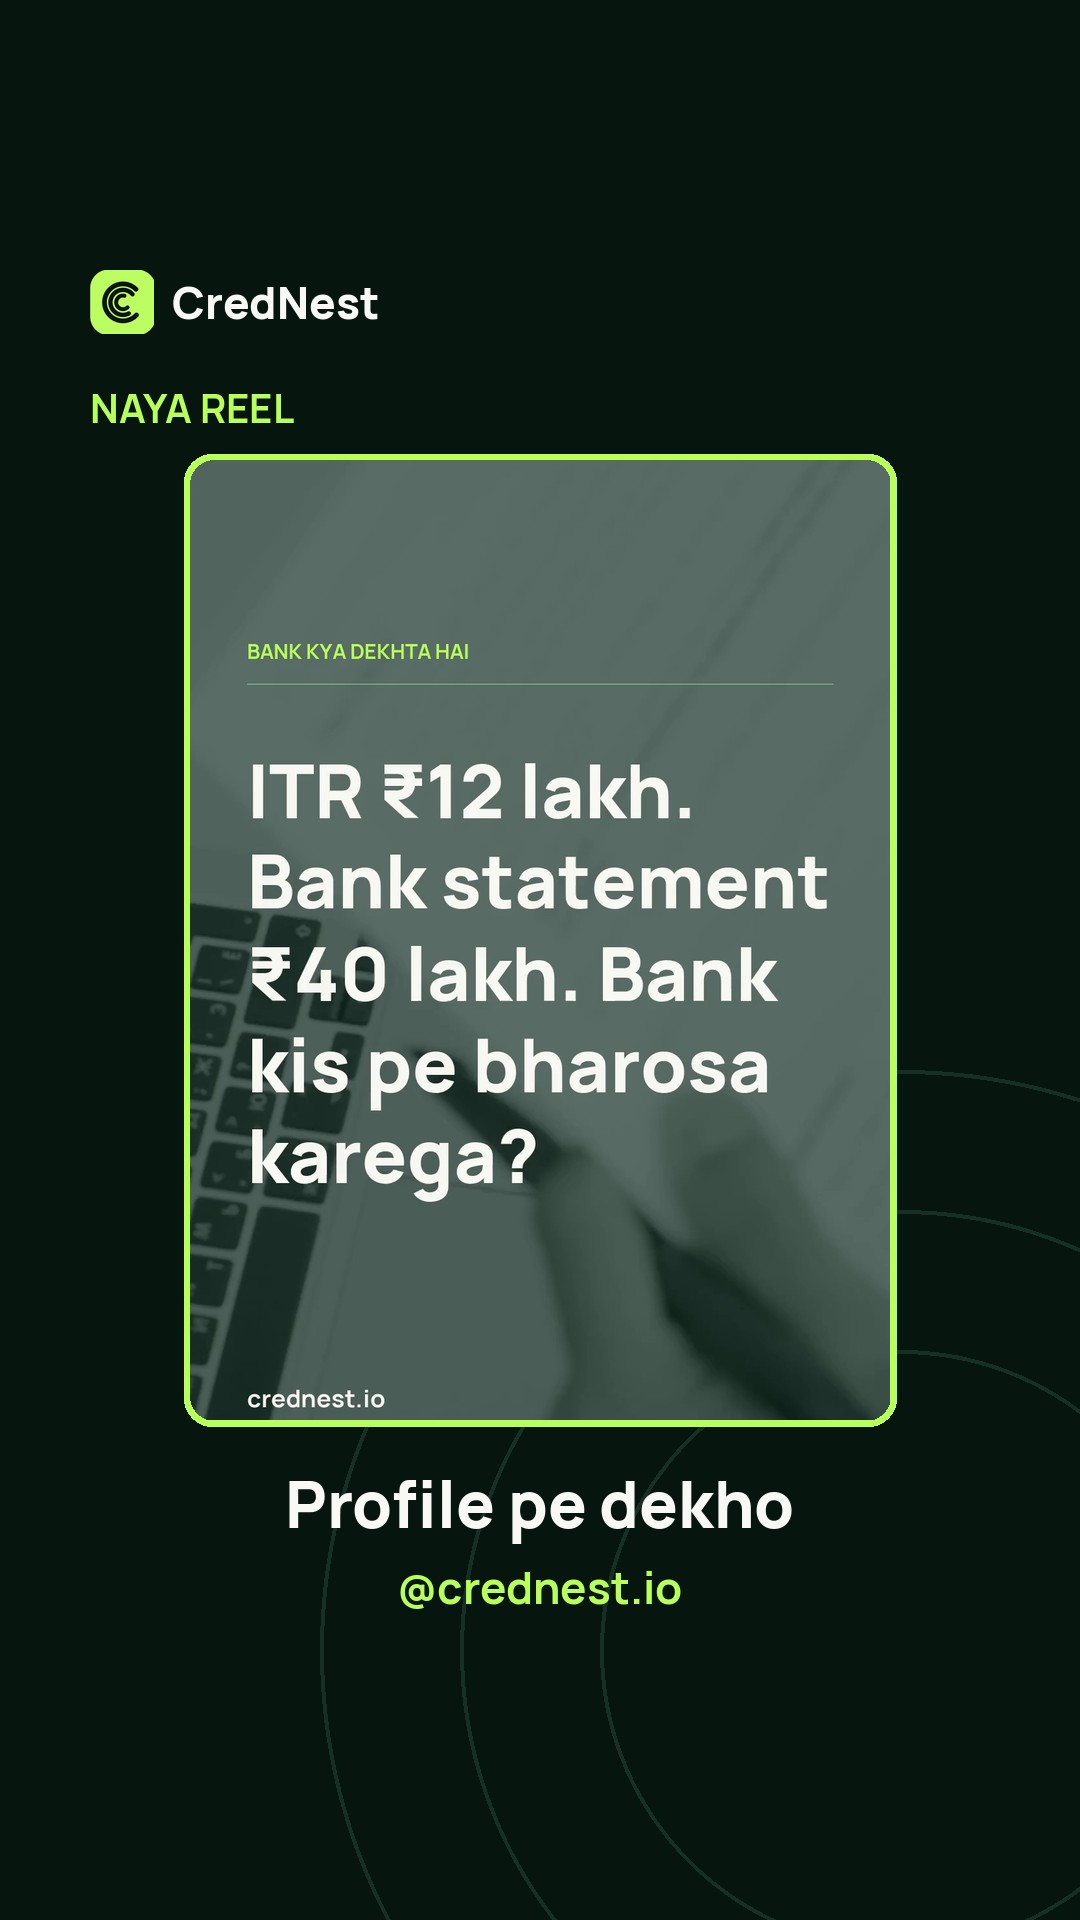 CredNest
NAYA REEL
BANK KYA DEKHTA HAI
ITR ₹12 lakh.
Bank statement
₹40 lakh. Bank
kis pe bharosa
karega?
crednest.io
Profile pe dekho
@crednest.io